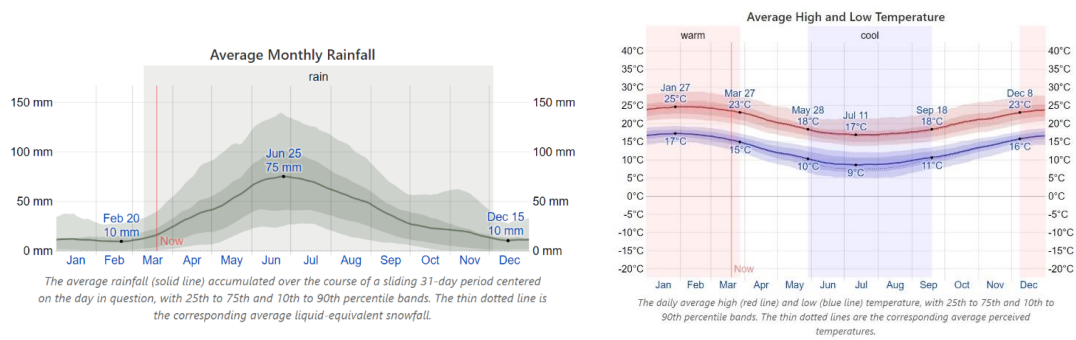 Average Monthly Rainfall
rain
150 mm
150 mm
100 mm
100 mm
Jun 25
75 mm
50 mm
50 mm
Feb 20
10 mm
Dec 15
10 mm
Now
0 mm
0 mm
Jan Feb Mar Apr May Jun Jul Aug Sep Oct Nov Dec
The average rainfall (solid line) accumulated over the course of a sliding 31-day period centered
on the day in question, with 25th to 75th and 10th to 90th percentile bands. The thin dotted line is
the corresponding average liquid-equivalent snowfall.
Average High and Low Temperature
warm
cool
40°C
40°C
35°C
35°C
30°C
30°C
Jan 27
25°C
Mar 27
23°C
Dec 8
23°C
25°C
25°C
May 28
18°C
Jul 11
17°C
Sep 18
18°C
20°C
20°C
17°C
15°C
16°C
15°C
15°C
10°C
9°C
11°C
10°C
10°C
5°C
5°C
0°C
0°C
-5°C
-5°C
-10°C
-10°C
-15°C
-15°C
-20°C
-20°C
Now
Jan Feb Mar Apr May Jun Jul Aug Sep Oct Nov Dec
The daily average high (red line) and low (blue line) temperature, with 25th to 75th and 10th to
90th percentile bands. The thin dotted lines are the corresponding average perceived
temperatures.